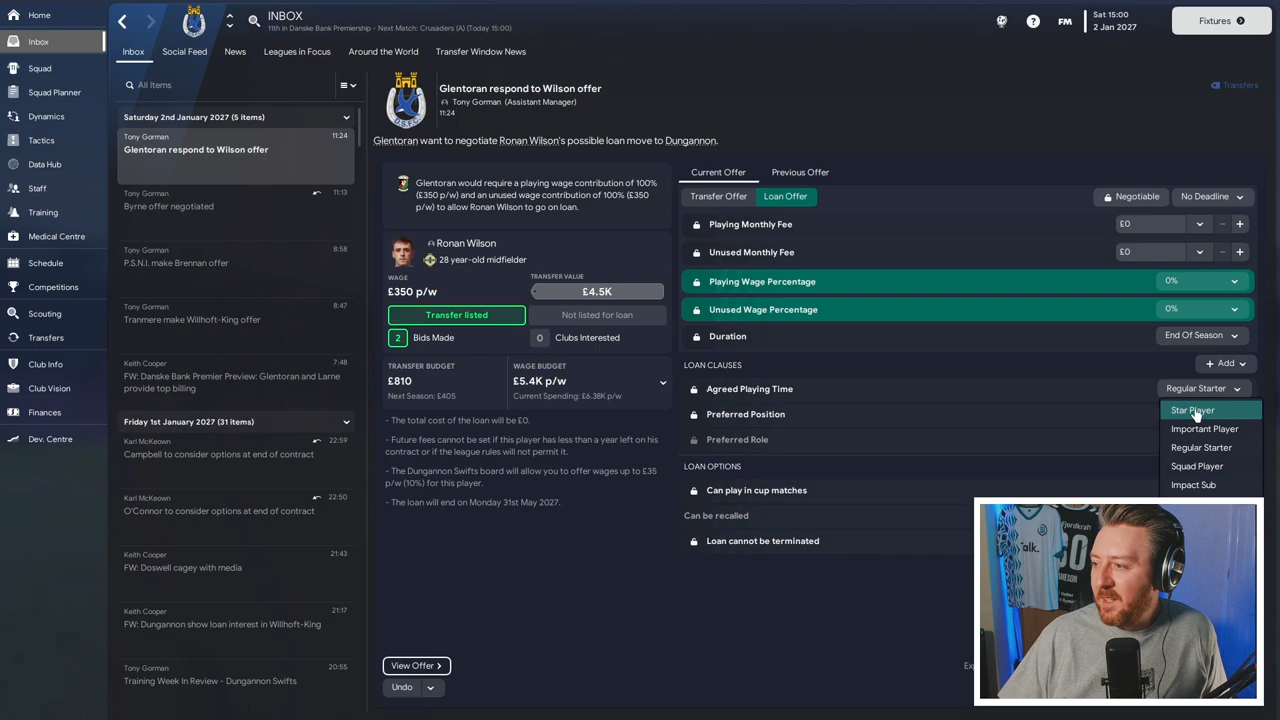 Home
INBOX
11th in Danske Bank Premiership - Next Match: Crusaders (A) (Today 15:00)
FM
Sat 15:00
2 Jan 2027
Fixtures
Inbox
Squad
Squad Planner
Dynamics
Tactics
Data Hub
Staff
Training
Medical Centre
Schedule
Competitions
Scouting
Transfers
Club Info
Club Vision
Finances
Dev. Centre
Inbox
Social Feed
News
Leagues in Focus
Around the World
Transfer Window News
All Items
Saturday 2nd January 2027 (5 items)
Tony Gorman
11:24
Glentoran respond to Wilson offer
Tony Gorman
11:13
Byrne offer negotiated
Tony Gorman
8:58
P.S.N.I. make Brennan offer
Tony Gorman
8:47
Tranmere make Willhoft-King offer
Keith Cooper
7:48
FW: Danske Bank Premier Preview: Glentoran and Larne
provide top billing
Friday 1st January 2027 (31 items)
Karl McKeown
22:59
Campbell to consider options at end of contract
Karl McKeown
22:50
O'Connor to consider options at end of contract
Keith Cooper
21:43
FW: Doswell cagey with media
Keith Cooper
21:17
FW: Dungannon show loan interest in Willhoft-King
Tony Gorman
20:55
Training Week In Review - Dungannon Swifts
Glentoran respond to Wilson offer
Tony Gorman (Assistant Manager)
11:24
Transfers
Glentoran want to negotiate Ronan Wilson's possible loan move to Dungannon.
D.S.F.C.
Glentoran would require a playing wage contribution of 100%
(£350 p/w) and an unused wage contribution of 100% (£350
p/w) to allow Ronan Wilson to go on loan.
Ronan Wilson
28 year-old midfielder
WAGE
£350 p/w
TRANSFER VALUE
£4.5K
Transfer listed
Not listed for loan
2 Bids Made
0 Clubs Interested
TRANSFER BUDGET
£810
Next Season: £405
WAGE BUDGET
£5.4K p/w
Current Spending: £6.38K p/w
- The total cost of the loan will be £0.
- Future fees cannot be set if this player has less than a year left on his
contract or if the league rules will not permit it.
- The Dungannon Swifts board will allow you to offer wages up to £35
p/w (10%) for this player.
- The loan will end on Monday 31st May 2027.
View Offer
Undo
Current Offer
Previous Offer
Transfer Offer
Loan Offer
Negotiable
No Deadline
Playing Monthly Fee
£0
Unused Monthly Fee
£0
Playing Wage Percentage
0%
Unused Wage Percentage
0%
Duration
End Of Season
LOAN CLAUSES
Add
Agreed Playing Time
Regular Starter
Star Player
Preferred Position
Important Player
Preferred Role
Regular Starter
LOAN OPTIONS
Squad Player
Can play in cup matches
Impact Sub
Can be recalled
Loan cannot be terminated